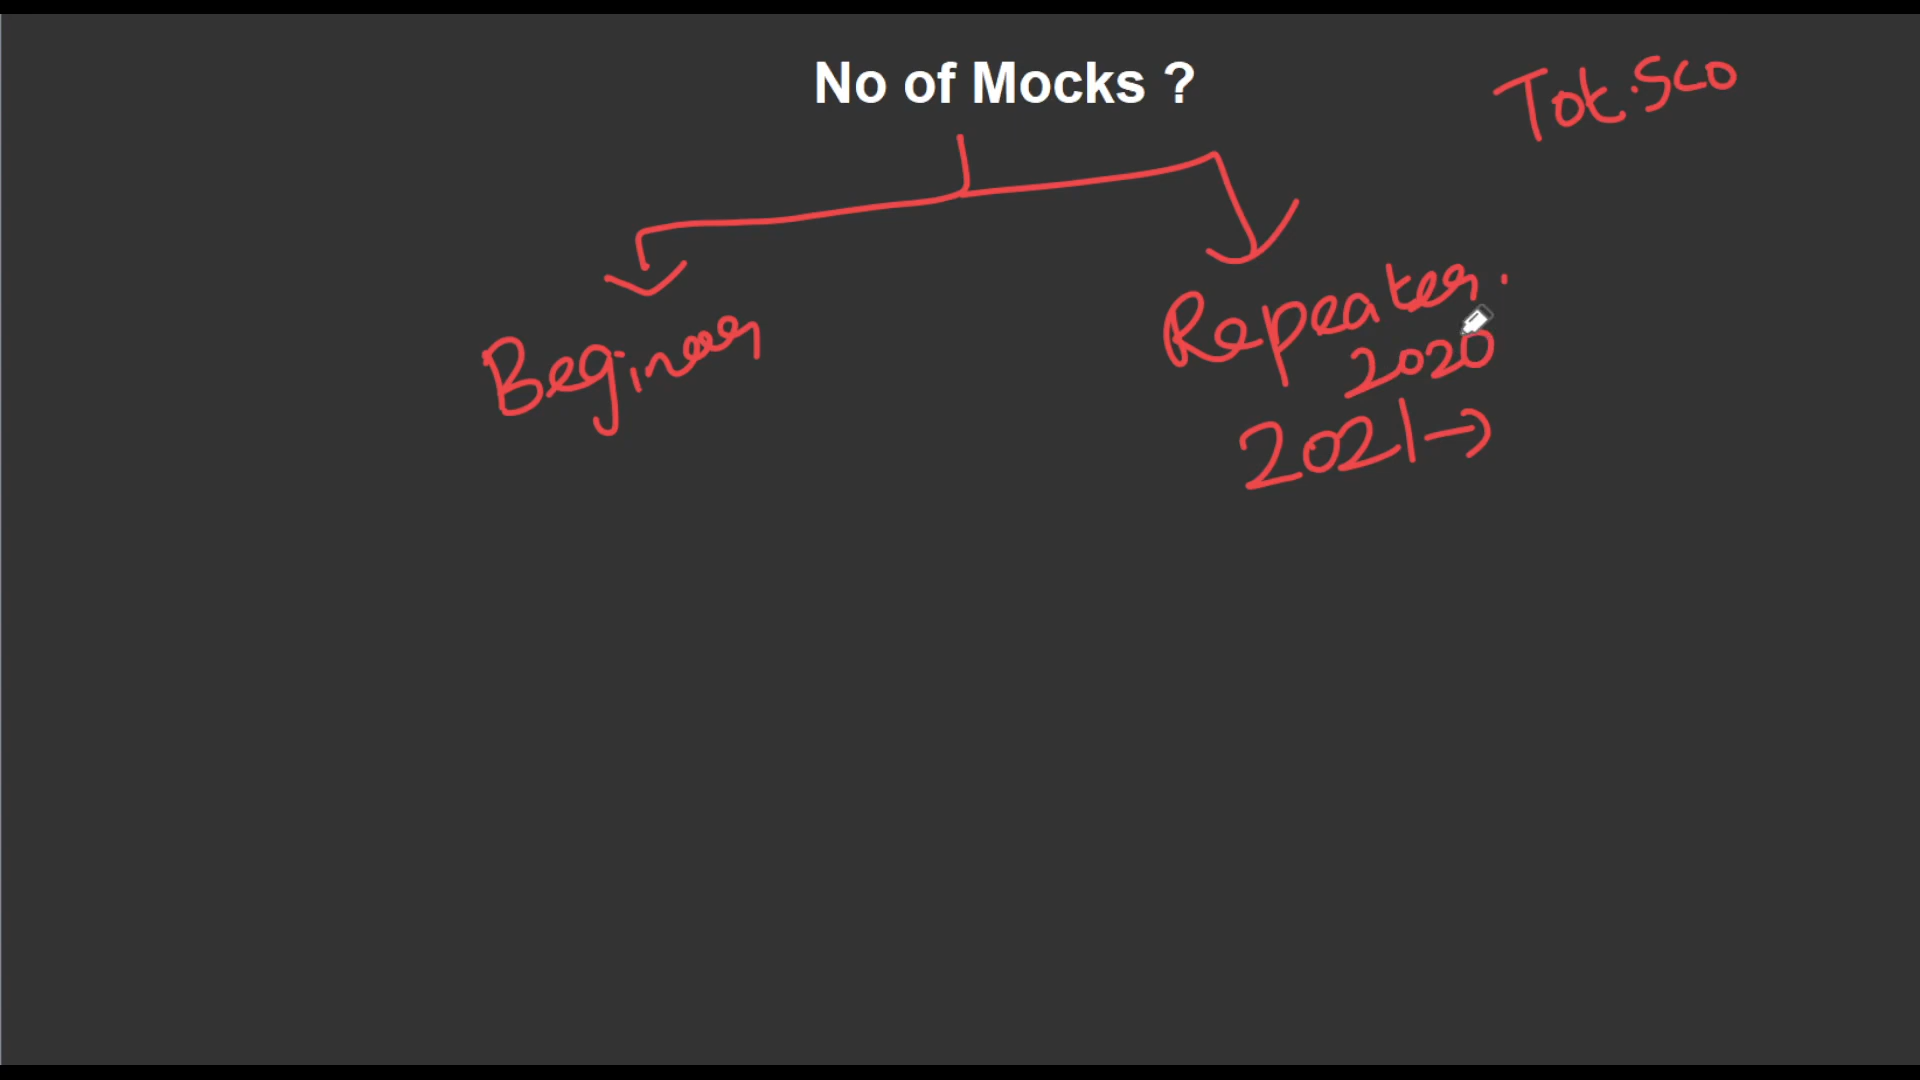 No of Mocks ?
Tot.Sco
Beginner
Repeater.
2020
2021→